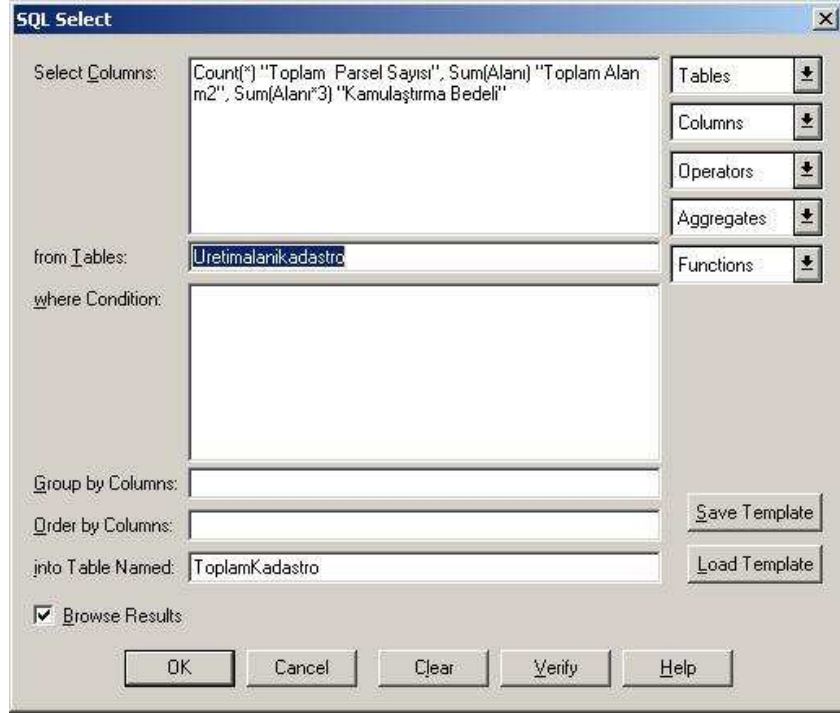 SQL Select
Select Columns:
Count(*) "Toplam Parsel Sayısı", Sum(Alanı) "Toplam Alan
m2", Sum(Alanı*3) "Kamulaştırma Bedeli"
Tables
Columns
Operators
Aggregates
Functions
from Tables:
Uretimalanikadastro
where Condition:
Group by Columns:
Order by Columns:
into Table Named:
ToplamKadastro
Save Template
Load Template
Browse Results
OK
Cancel
Clear
Verify
Help